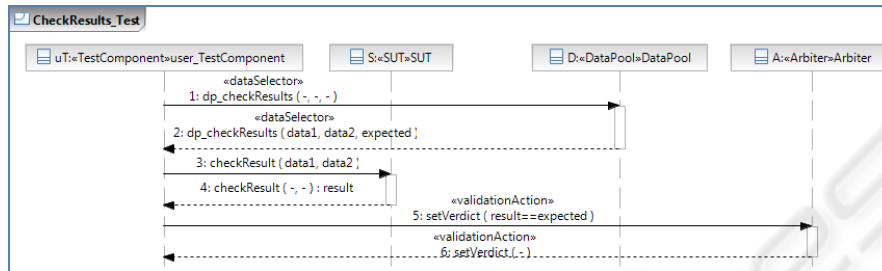 CheckResults_Test
uT:«TestComponent»user_TestComponent
S:«SUT»SUT
D:«DataPool»DataPool
A:«Arbiter»Arbiter
«dataSelector»
1: dp_checkResults ( -, -, - )
«dataSelector»
2: dp_checkResults ( data1, data2, expected )
3: checkResult ( data1, data2 )
4: checkResult ( -, - ) : result
«validationAction»
5: setVerdict ( result==expected )
«validationAction»
6: setVerdict ( - )